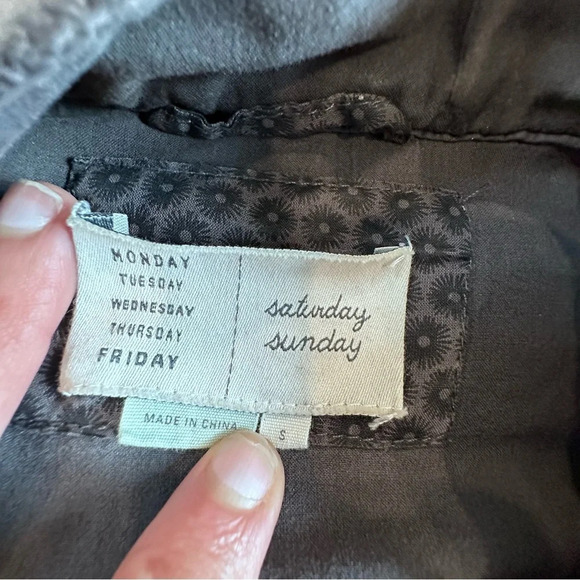 MONDAY
TUESDAY
WEDNESDAY
THURSDAY
FRIDAY
saturday
sunday
MADE IN CHINA
S